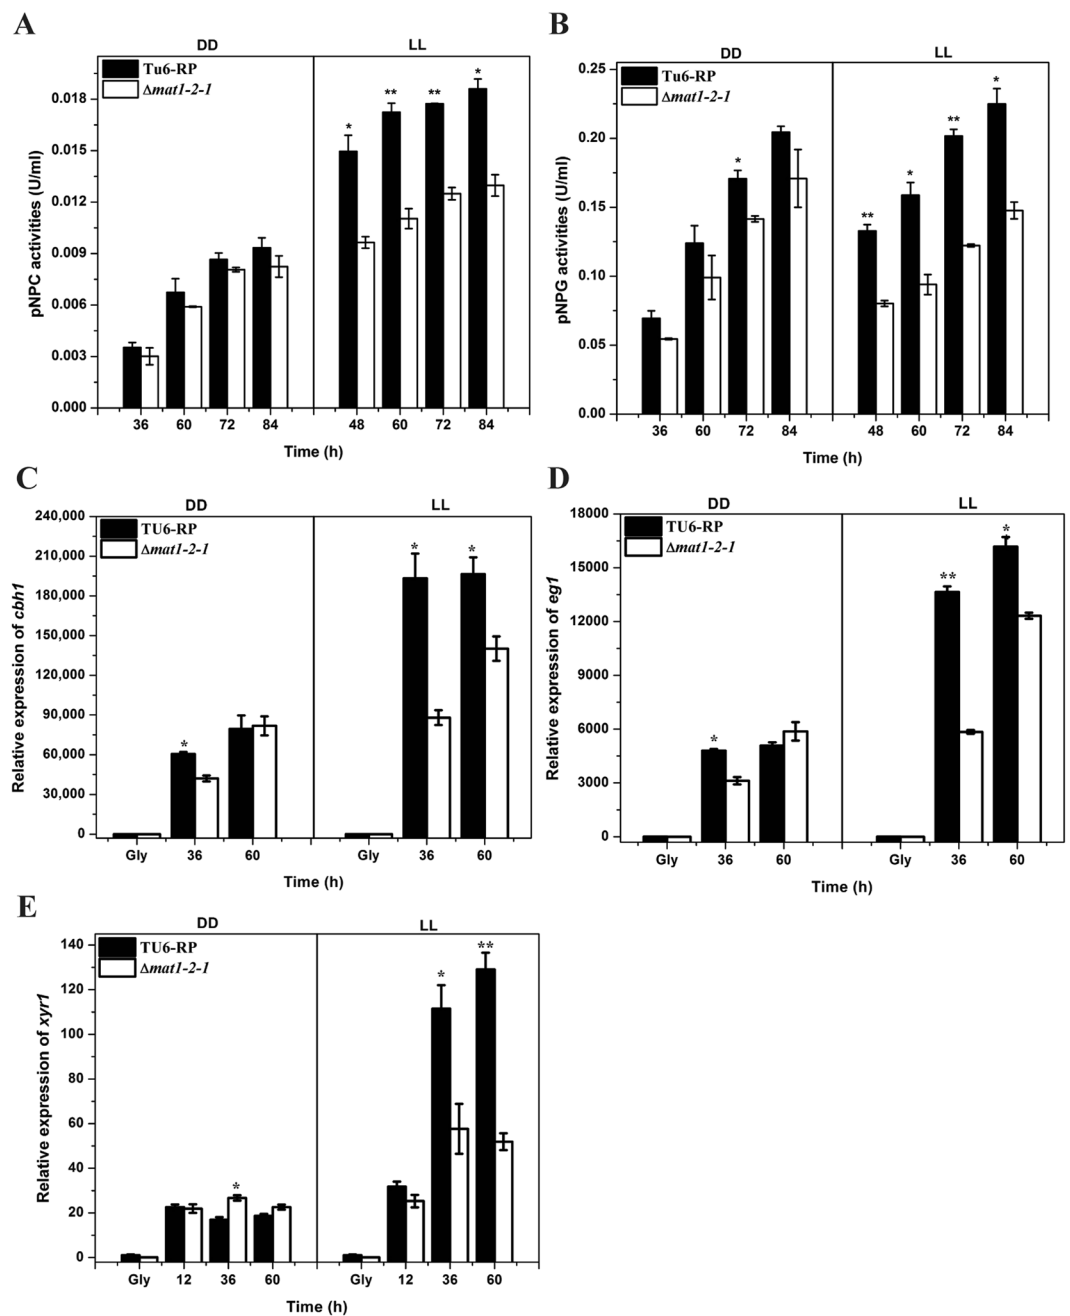 A
DD
LL
Tu6-RP
Δmat1-2-1
pNPC activities (U/ml)
0.018
0.015
0.012
0.009
0.006
0.003
0.000
* ** ** *
36 60 72 84 48 60 72 84
Time (h)
B
DD
LL
Tu6-RP
Δmat1-2-1
pNPG activities (U/ml)
0.25
0.20
0.15
0.10
0.05
0.00
* ** * ** *
36 60 72 84 48 60 72 84
Time (h)
C
DD
LL
TU6-RP
Δmat1-2-1
Relative expression of cbh1
240,000
210,000
180,000
150,000
120,000
90,000
60,000
30,000
0
* * *
Gly 36 60 Gly 36 60
Time (h)
D
DD
LL
TU6-RP
Δmat1-2-1
Relative expression of eg1
18000
15000
12000
9000
6000
3000
0
* ** *
Gly 36 60 Gly 36 60
Time (h)
E
DD
LL
TU6-RP
Δmat1-2-1
Relative expression of xyr1
140
120
100
80
60
40
20
0
* * **
Gly 12 36 60 Gly 12 36 60
Time (h)